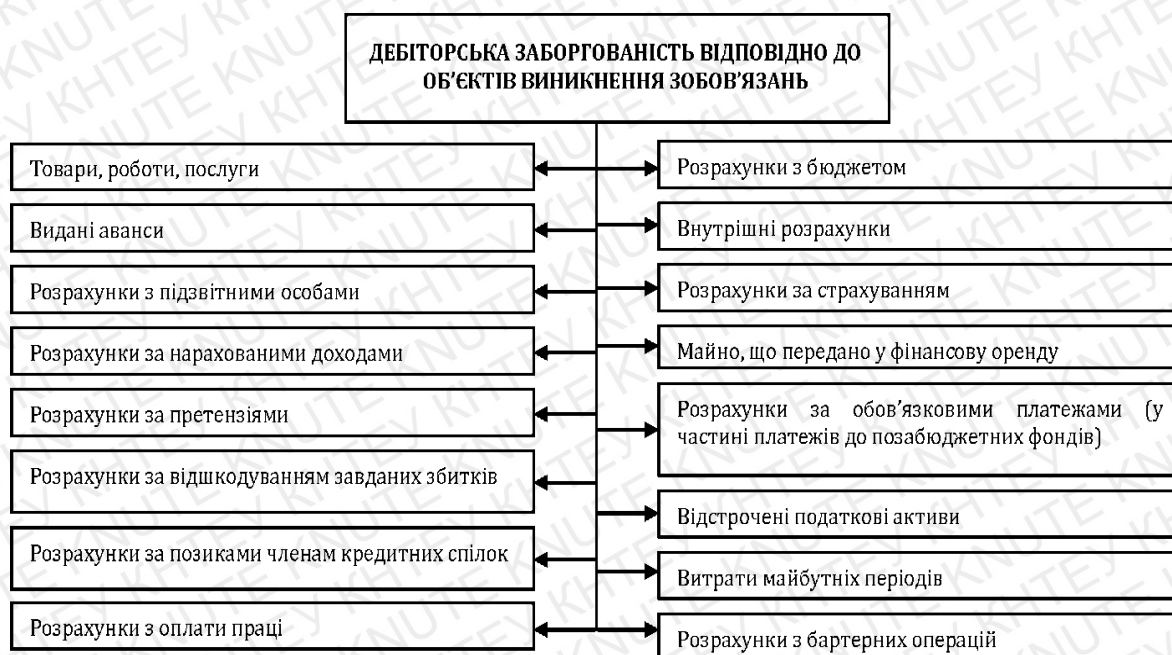 ДЕБІТОРСЬКА ЗАБОРГОВАНІСТЬ ВІДПОВІДНО ДО
ОБ’ЄКТІВ ВИНИКНЕННЯ ЗОБОВ’ЯЗАНЬ
Товари, роботи, послуги
Видані аванси
Розрахунки з підзвітними особами
Розрахунки за нарахованими доходами
Розрахунки за претензіями
Розрахунки за відшкодуванням завданих збитків
Розрахунки за позиками членам кредитних спілок
Розрахунки з оплати праці
Розрахунки з бюджетом
Внутрішні розрахунки
Розрахунки за страхуванням
Майно, що передано у фінансову оренду
Розрахунки за обов’язковими платежами (у
частині платежів до позабюджетних фондів)
Відстрочені податкові активи
Витрати майбутніх періодів
Розрахунки з бартерних операцій